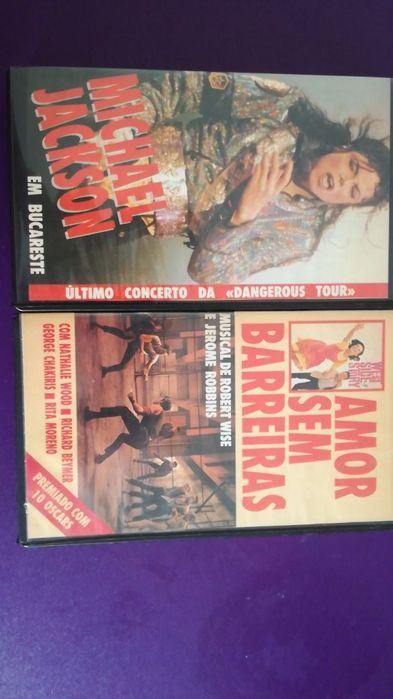 MICHAEL
JACKSON
EM BUCARESTE
ÚLTIMO CONCERTO DA «DANGEROUS TOUR»
WEST
SIDE
STORY
AMOR
SEM
BARREIRAS
MUSICAL DE ROBERT WISE
E JEROME ROBBINS
COM NATHALIE WOOD ■ RICHARD BEYMER
GEORGE CHAKIRIS ■ RITA MORENO
PREMIADO COM
10 OSCARS